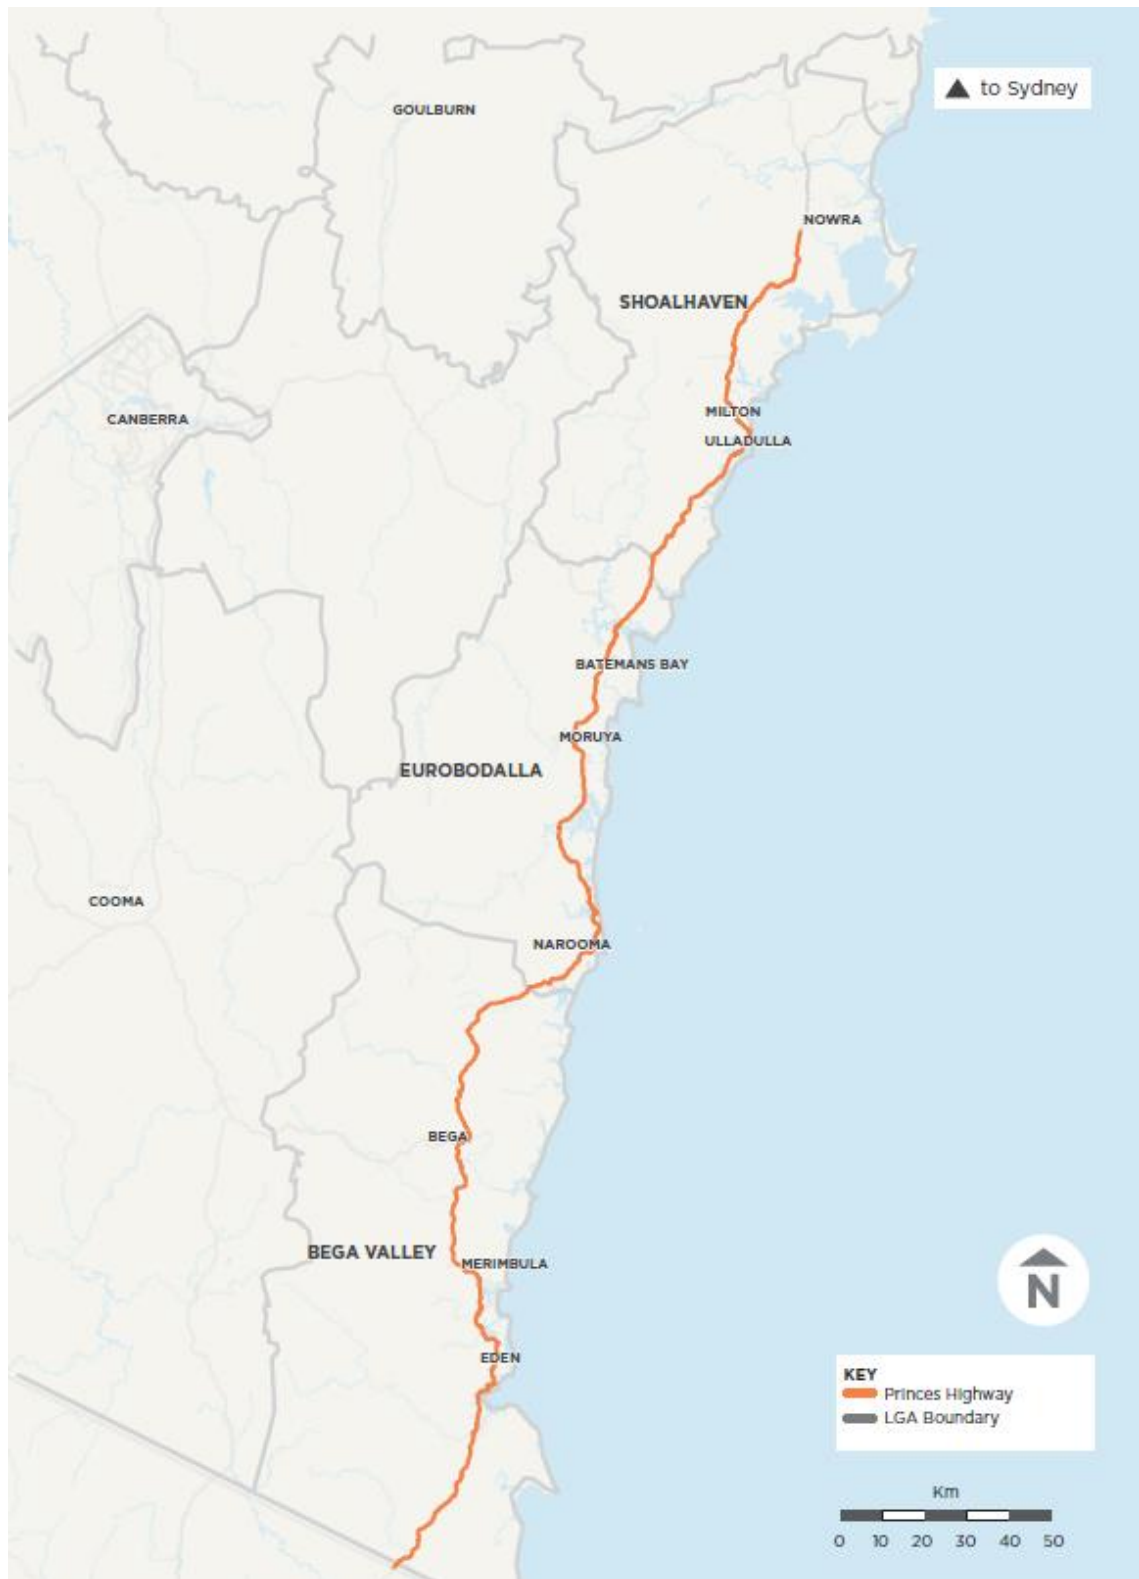 ▲ to Sydney
GOULBURN
NOWRA
SHOALHAVEN
MILTON
CANBERRA
ULLADULLA
BATEMANS BAY
MORUYA
EUROBODALLA
COOMA
NAROOMA
BEGA
BEGA VALLEY
MERIMBULA
N
EDEN
KEY
Princes Highway
LGA Boundary
Km
0 10 20 30 40 50